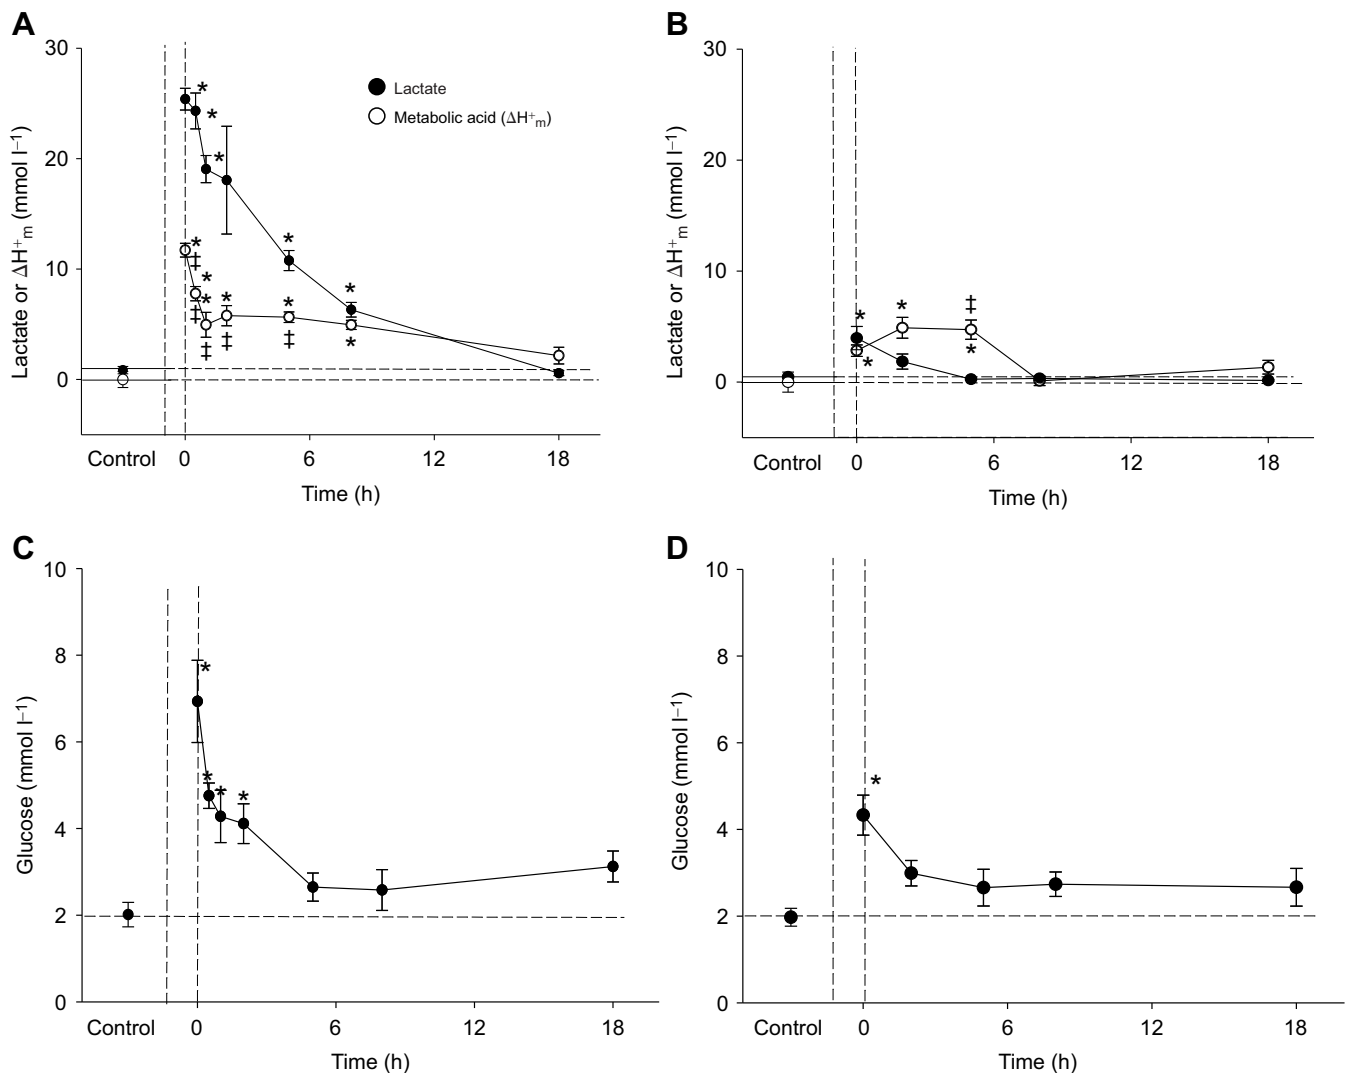 A
Lactate or ΔH⁺m (mmol l⁻¹)
30
20
10
0
Control 0 6 12 18
Time (h)
Lactate
Metabolic acid (ΔH⁺m)
* * * * * * * * * *
‡ ‡ ‡ ‡ ‡
B
Lactate or ΔH⁺m (mmol l⁻¹)
30
20
10
0
Control 0 6 12 18
Time (h)
* * * *
‡
C
Glucose (mmol l⁻¹)
10
8
6
4
2
0
Control 0 6 12 18
Time (h)
* * * *
D
Glucose (mmol l⁻¹)
10
8
6
4
2
0
Control 0 6 12 18
Time (h)
*